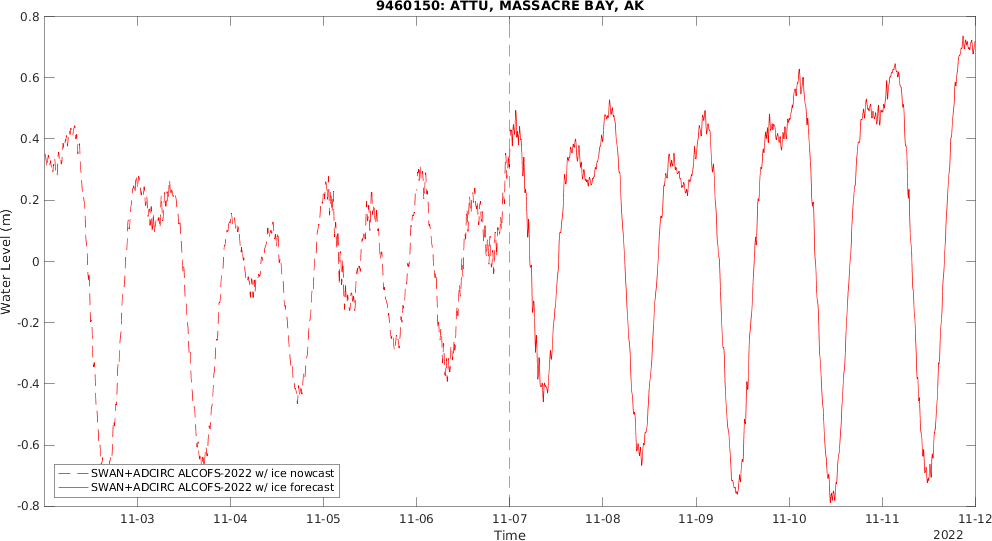 9460150: ATTU, MASSACRE BAY, AK
Water Level (m)
0.8
0.6
0.4
0.2
0
-0.2
-0.4
-0.6
-0.8
SWAN+ADCIRC ALCOFS-2022 w/ ice nowcast
SWAN+ADCIRC ALCOFS-2022 w/ ice forecast
11-03 11-04 11-05 11-06 11-07 11-08 11-09 11-10 11-11 11-12
Time
2022